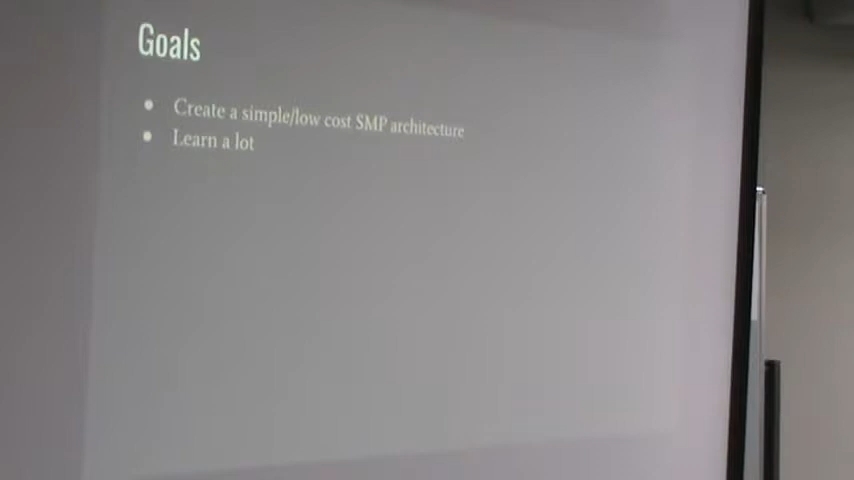 Goals
● Create a simple/low cost SMP architecture
● Learn a lot